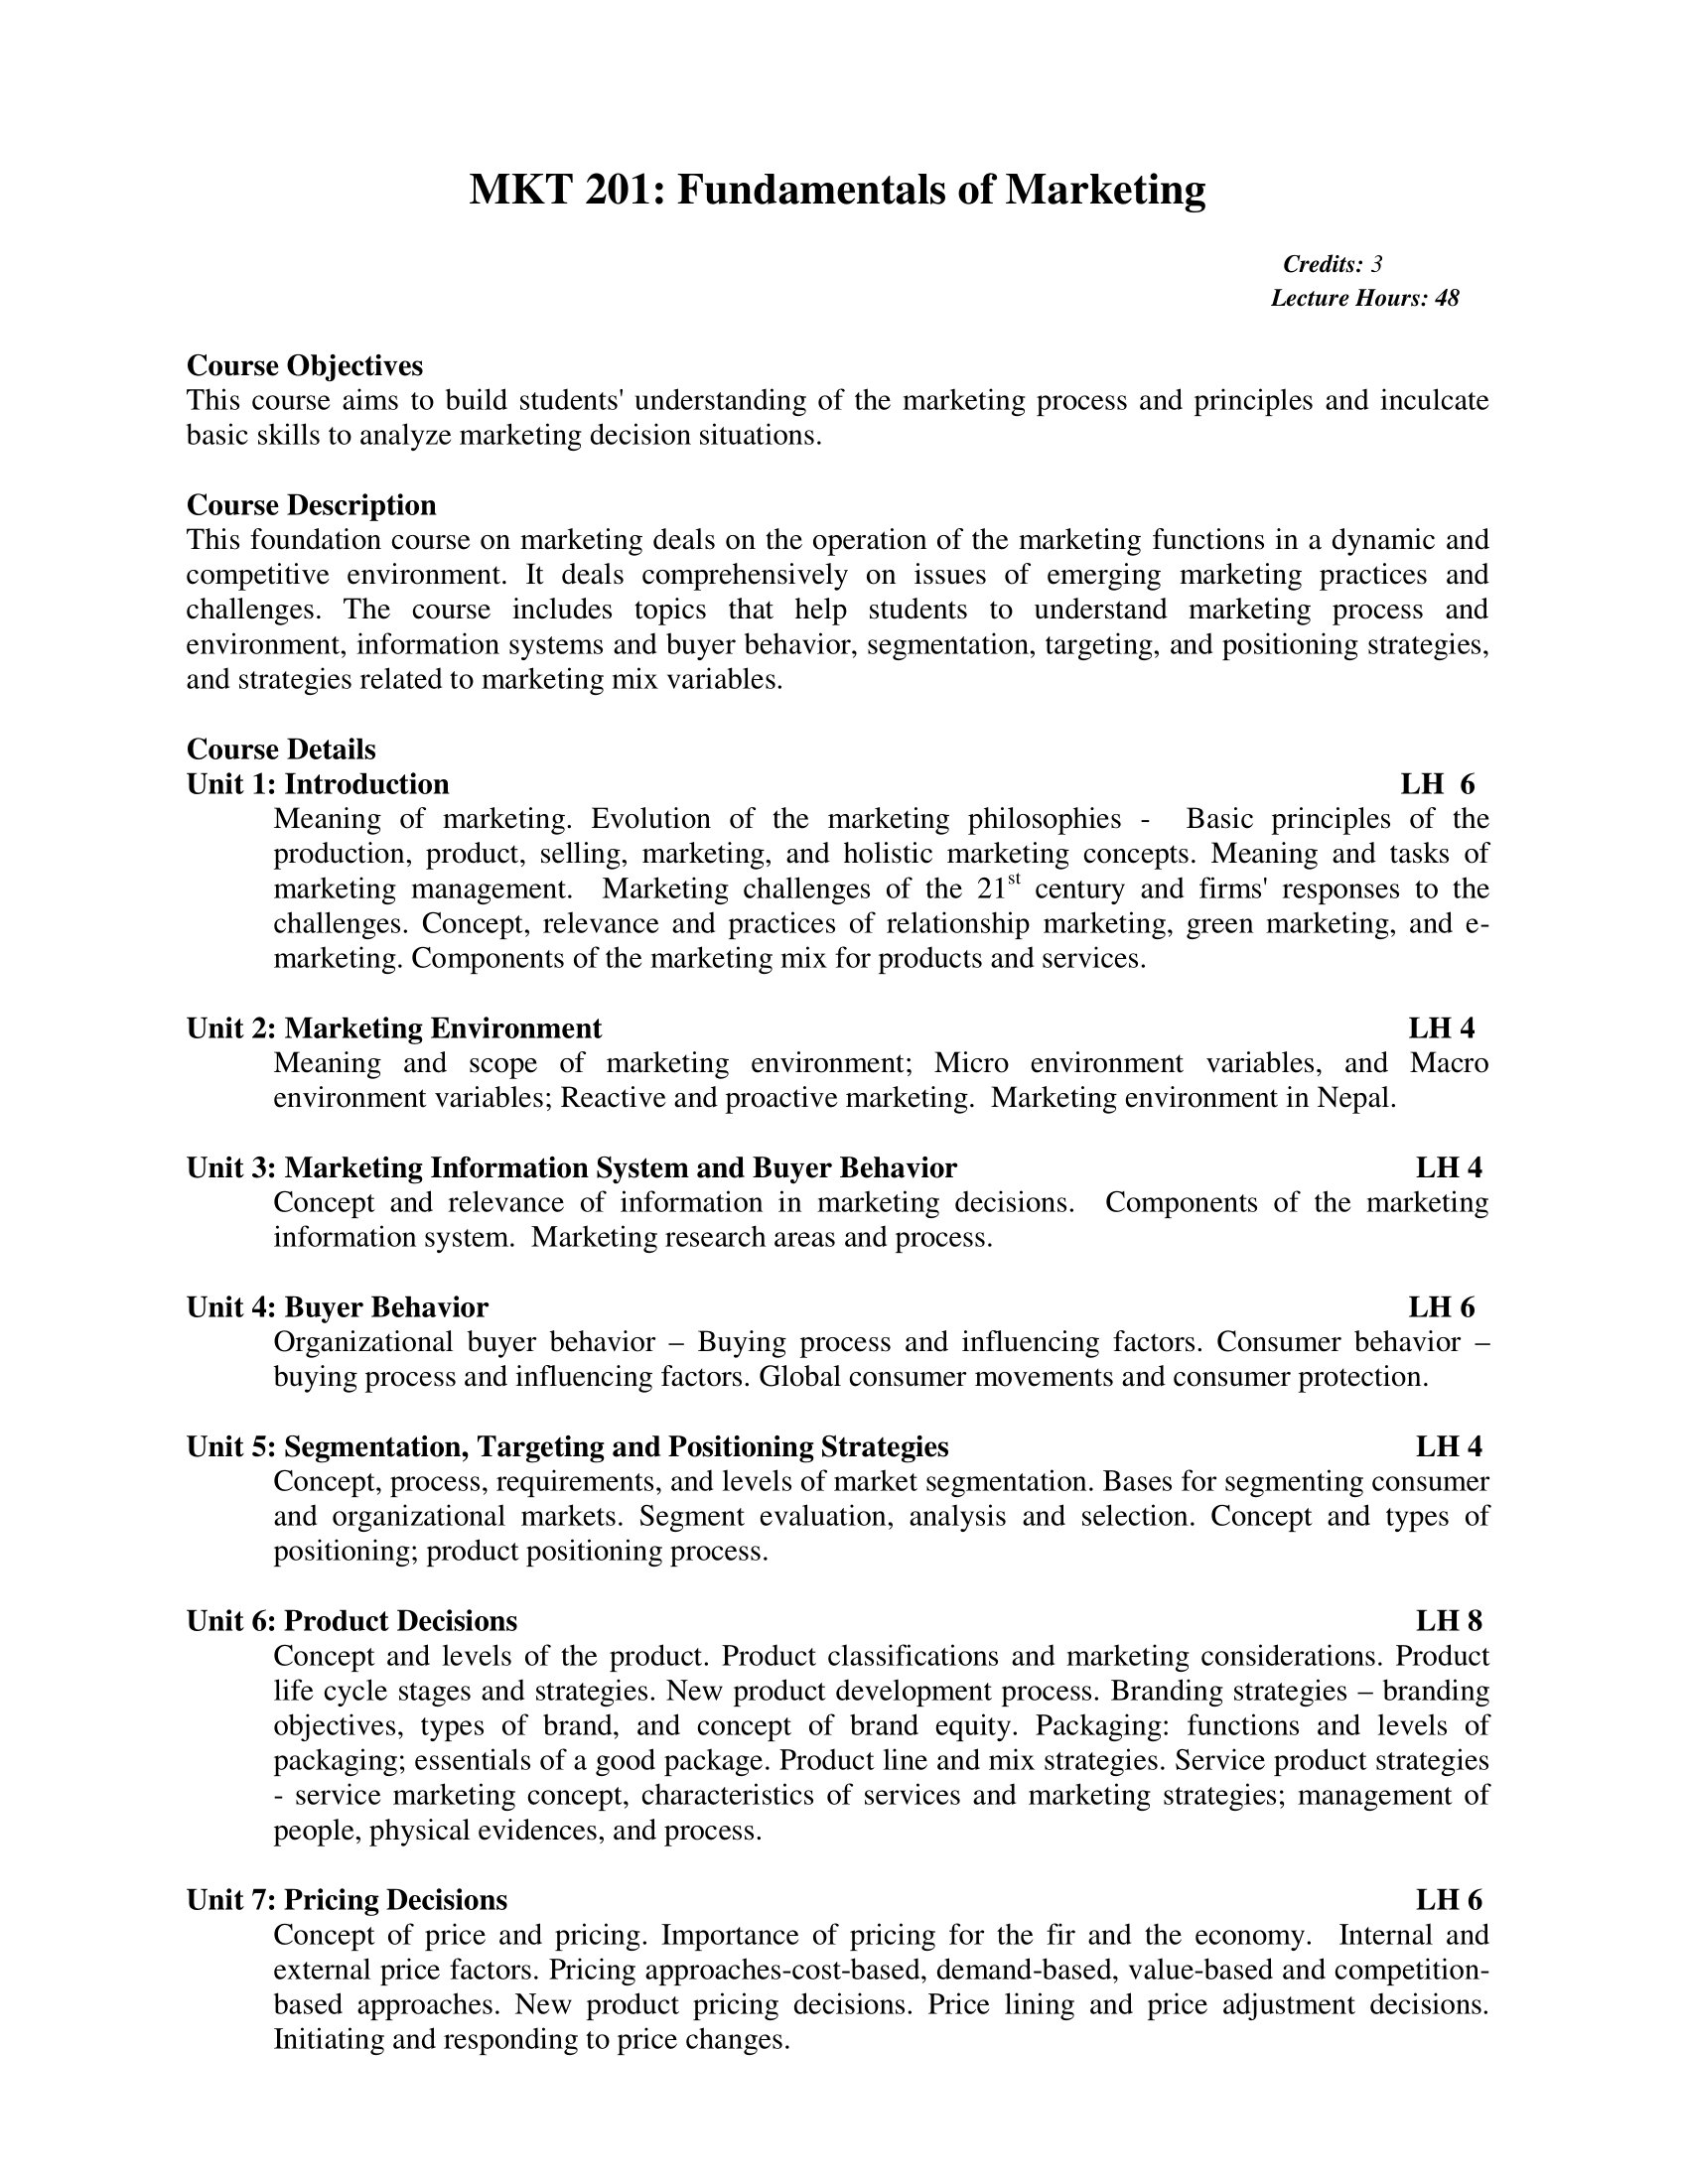 MKT 201: Fundamentals of Marketing
Credits: 3
Lecture Hours: 48
Course Objectives
This course aims to build students' understanding of the marketing process and principles and inculcate
basic skills to analyze marketing decision situations.
Course Description
This foundation course on marketing deals on the operation of the marketing functions in a dynamic and
competitive environment. It deals comprehensively on issues of emerging marketing practices and
challenges. The course includes topics that help students to understand marketing process and
environment, information systems and buyer behavior, segmentation, targeting, and positioning strategies,
and strategies related to marketing mix variables.
Course Details
Unit 1: Introduction LH 6
Meaning of marketing. Evolution of the marketing philosophies - Basic principles of the
production, product, selling, marketing, and holistic marketing concepts. Meaning and tasks of
marketing management. Marketing challenges of the 21st century and firms' responses to the
challenges. Concept, relevance and practices of relationship marketing, green marketing, and e-
marketing. Components of the marketing mix for products and services.
Unit 2: Marketing Environment LH 4
Meaning and scope of marketing environment; Micro environment variables, and Macro
environment variables; Reactive and proactive marketing. Marketing environment in Nepal.
Unit 3: Marketing Information System and Buyer Behavior LH 4
Concept and relevance of information in marketing decisions. Components of the marketing
information system. Marketing research areas and process.
Unit 4: Buyer Behavior LH 6
Organizational buyer behavior – Buying process and influencing factors. Consumer behavior –
buying process and influencing factors. Global consumer movements and consumer protection.
Unit 5: Segmentation, Targeting and Positioning Strategies LH 4
Concept, process, requirements, and levels of market segmentation. Bases for segmenting consumer
and organizational markets. Segment evaluation, analysis and selection. Concept and types of
positioning; product positioning process.
Unit 6: Product Decisions LH 8
Concept and levels of the product. Product classifications and marketing considerations. Product
life cycle stages and strategies. New product development process. Branding strategies – branding
objectives, types of brand, and concept of brand equity. Packaging: functions and levels of
packaging; essentials of a good package. Product line and mix strategies. Service product strategies
- service marketing concept, characteristics of services and marketing strategies; management of
people, physical evidences, and process.
Unit 7: Pricing Decisions LH 6
Concept of price and pricing. Importance of pricing for the fir and the economy. Internal and
external price factors. Pricing approaches-cost-based, demand-based, value-based and competition-
based approaches. New product pricing decisions. Price lining and price adjustment decisions.
Initiating and responding to price changes.